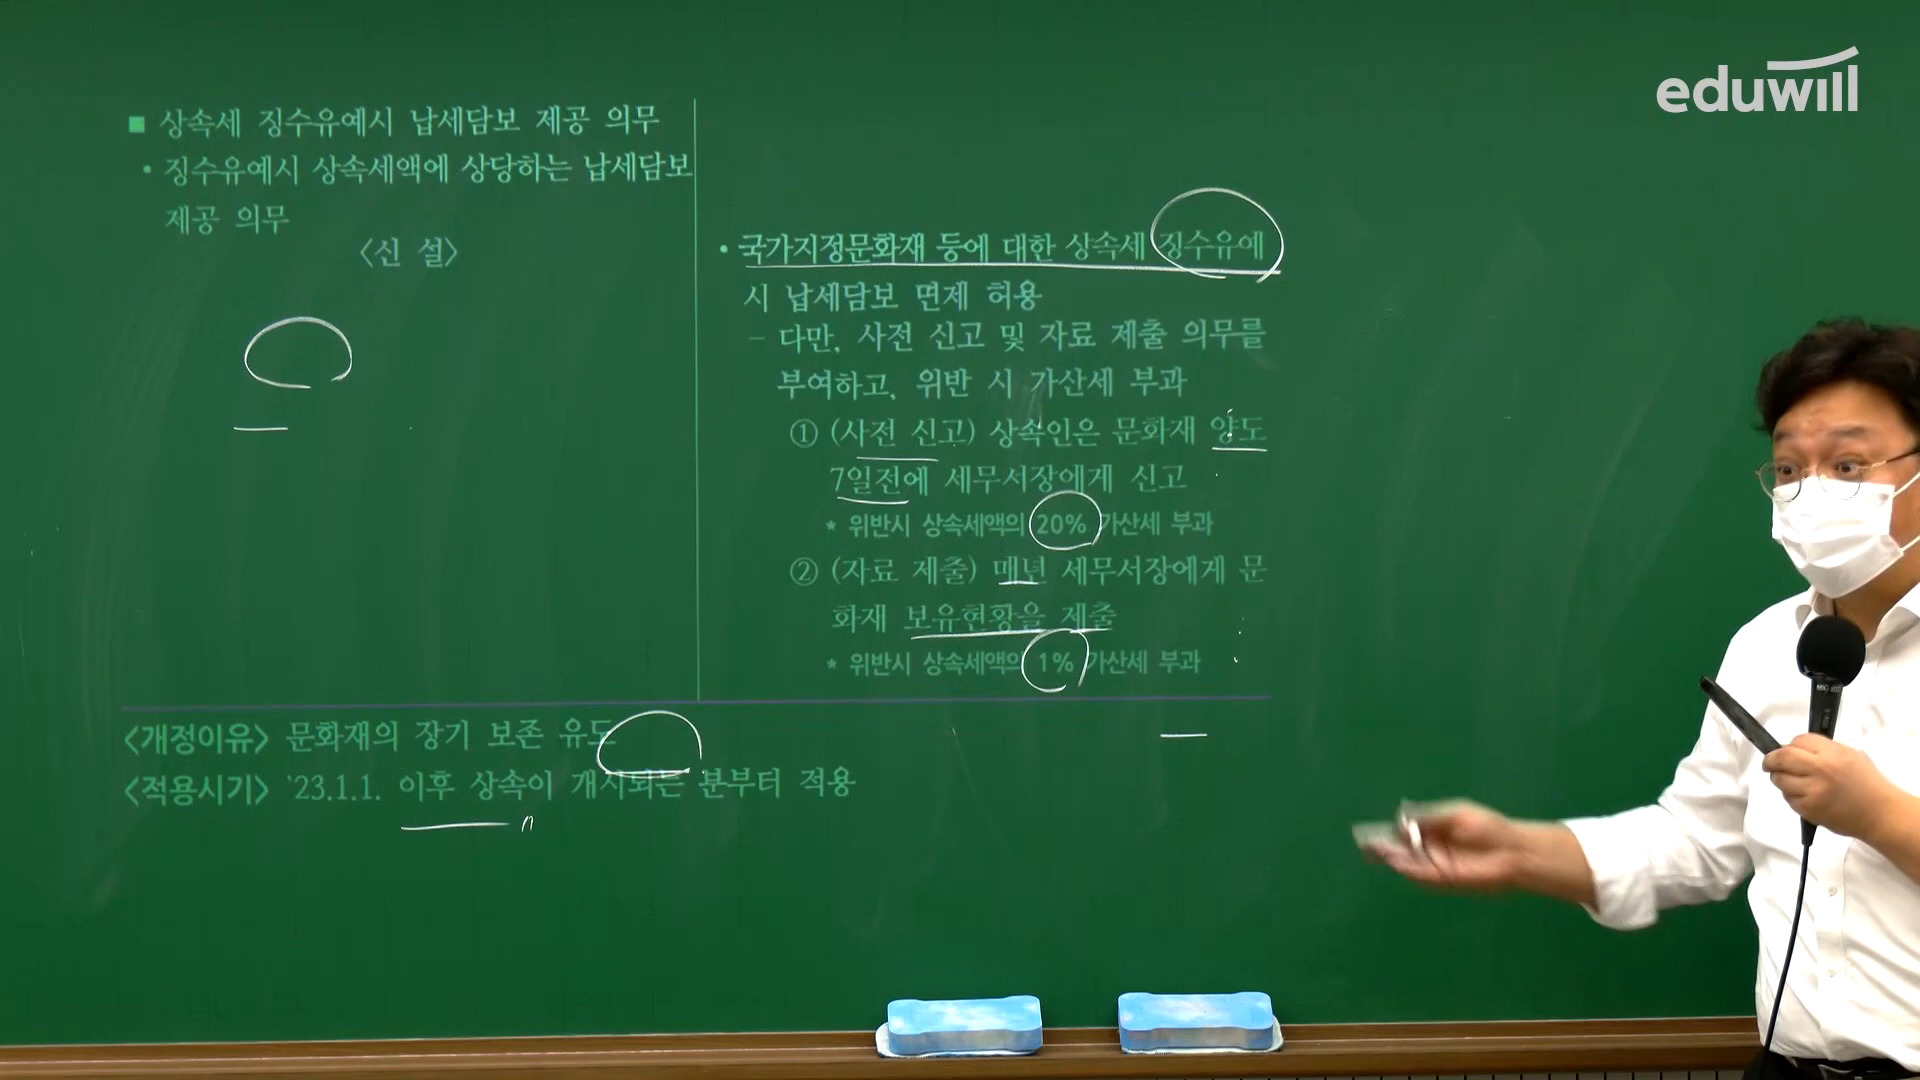 eduwill
■ 상속세 징수유예시 납세담보 제공 의무
• 징수유예시 상속세액에 상당하는 납세담보
제공 의무
〈신 설〉
• 국가지정문화재 등에 대한 상속세 징수유예
시 납세담보 면제 허용
- 다만, 사전 신고 및 자료 제출 의무를
부여하고, 위반 시 가산세 부과
① (사전 신고) 상속인은 문화재 양도
7일전에 세무서장에게 신고
* 위반시 상속세액의 20% 가산세 부과
② (자료 제출) 매년 세무서장에게 문
화재 보유현황을 제출
* 위반시 상속세액의 1% 가산세 부과
〈개정이유〉 문화재의 장기 보존 유도
〈적용시기〉 '23.1.1. 이후 상속이 개시되는 분부터 적용